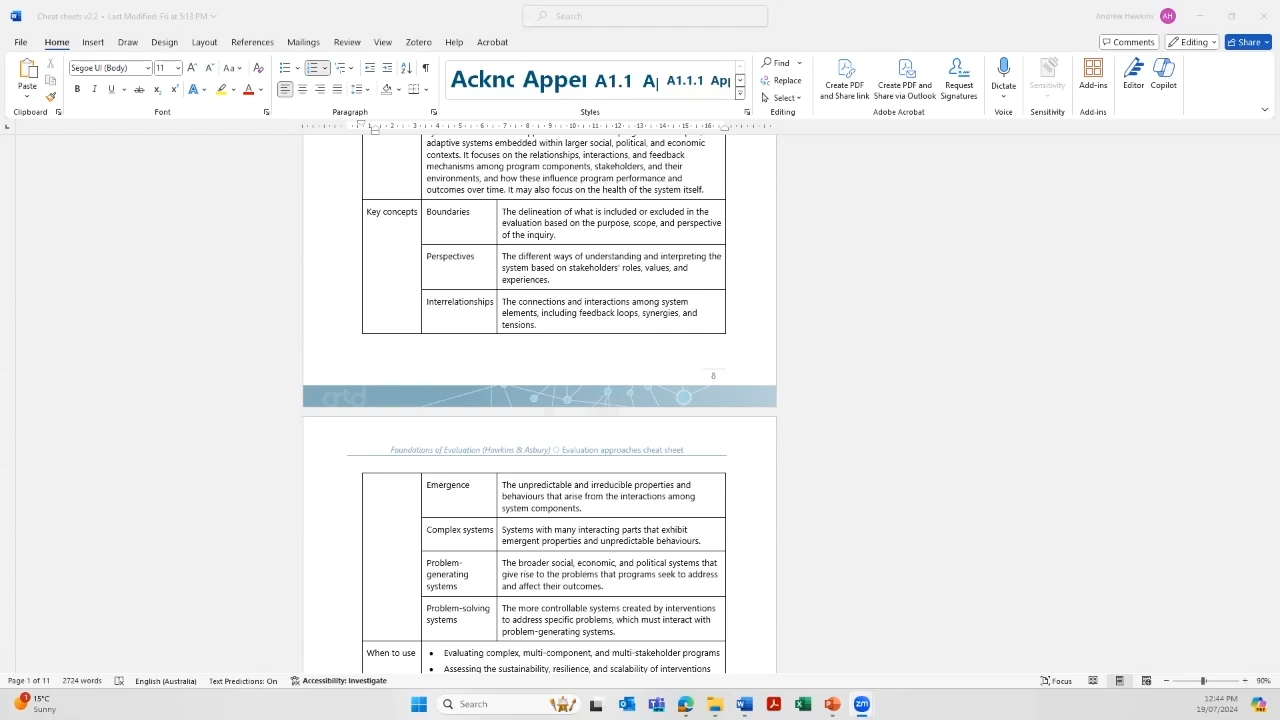 Cheat sheets v2.2 • Last Modified: Fri at 5:13 PM
Search
Andrew Hawkins
AH
File Home Insert Draw Design Layout References Mailings Review View Zotero Help Acrobat
Comments Editing Share
Paste
Clipboard
Segoe UI (Body) 11
Font
Paragraph
Acknc Apper A1.1 A| A1.1.1 Ap|
Styles
Find
Replace
Select
Editing
Create PDF and Share link
Create PDF and Share via Outlook
Request Signatures
Adobe Acrobat
Dictate
Voice
Sensitivity
Sensitivity
Add-ins
Add-ins
Editor
Copilot
adaptive systems embedded within larger social, political, and economic
contexts. It focuses on the relationships, interactions, and feedback
mechanisms among program components, stakeholders, and their
environments, and how these influence program performance and
outcomes over time. It may also focus on the health of the system itself.
Key concepts
Boundaries
The delineation of what is included or excluded in the
evaluation based on the purpose, scope, and perspective
of the inquiry.
Perspectives
The different ways of understanding and interpreting the
system based on stakeholders' roles, values, and
experiences.
Interrelationships
The connections and interactions among system
elements, including feedback loops, synergies, and
tensions.
8
Foundations of Evaluation (Hawkins & Asbury) Evaluation approaches cheat sheet
Emergence
The unpredictable and irreducible properties and
behaviours that arise from the interactions among
system components.
Complex systems
Systems with many interacting parts that exhibit
emergent properties and unpredictable behaviours.
Problem-
generating
systems
The broader social, economic, and political systems that
give rise to the problems that programs seek to address
and affect their outcomes.
Problem-solving
systems
The more controllable systems created by interventions
to address specific problems, which must interact with
problem-generating systems.
When to use
• Evaluating complex, multi-component, and multi-stakeholder programs
• Assessing the sustainability, resilience, and scalability of interventions
Page 1 of 11 2724 words English (Australia) Text Predictions: On Accessibility: Investigate
Focus 90%
1 15°C
Sunny
Search
zm
12:44 PM
19/07/2024